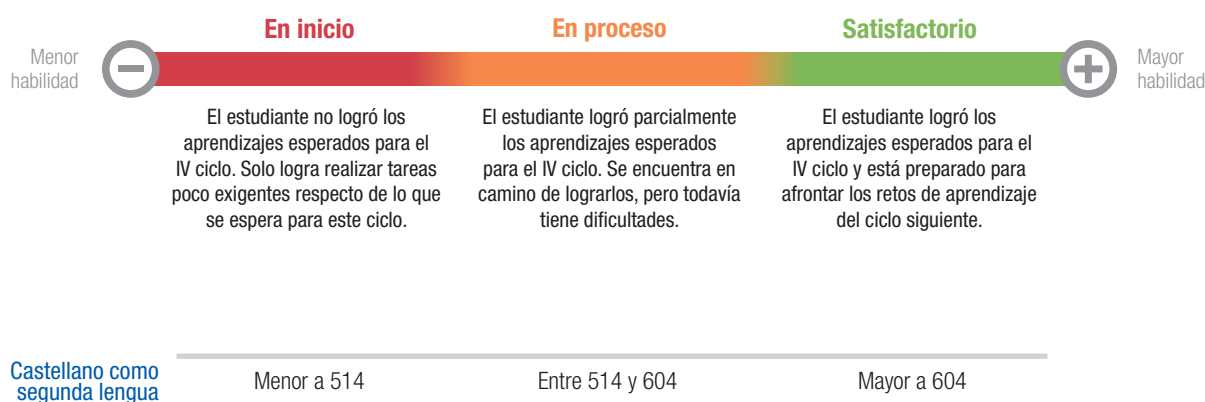 En inicio
En proceso
Satisfactorio
Menor
habilidad
Mayor
habilidad
El estudiante no logró los
aprendizajes esperados para el
IV ciclo. Solo logra realizar tareas
poco exigentes respecto de lo que
se espera para este ciclo.
El estudiante logró parcialmente
los aprendizajes esperados
para el IV ciclo. Se encuentra en
camino de lograrlos, pero todavía
tiene dificultades.
El estudiante logró los
aprendizajes esperados para el
IV ciclo y está preparado para
afrontar los retos de aprendizaje
del ciclo siguiente.
Castellano como
segunda lengua
Menor a 514
Entre 514 y 604
Mayor a 604